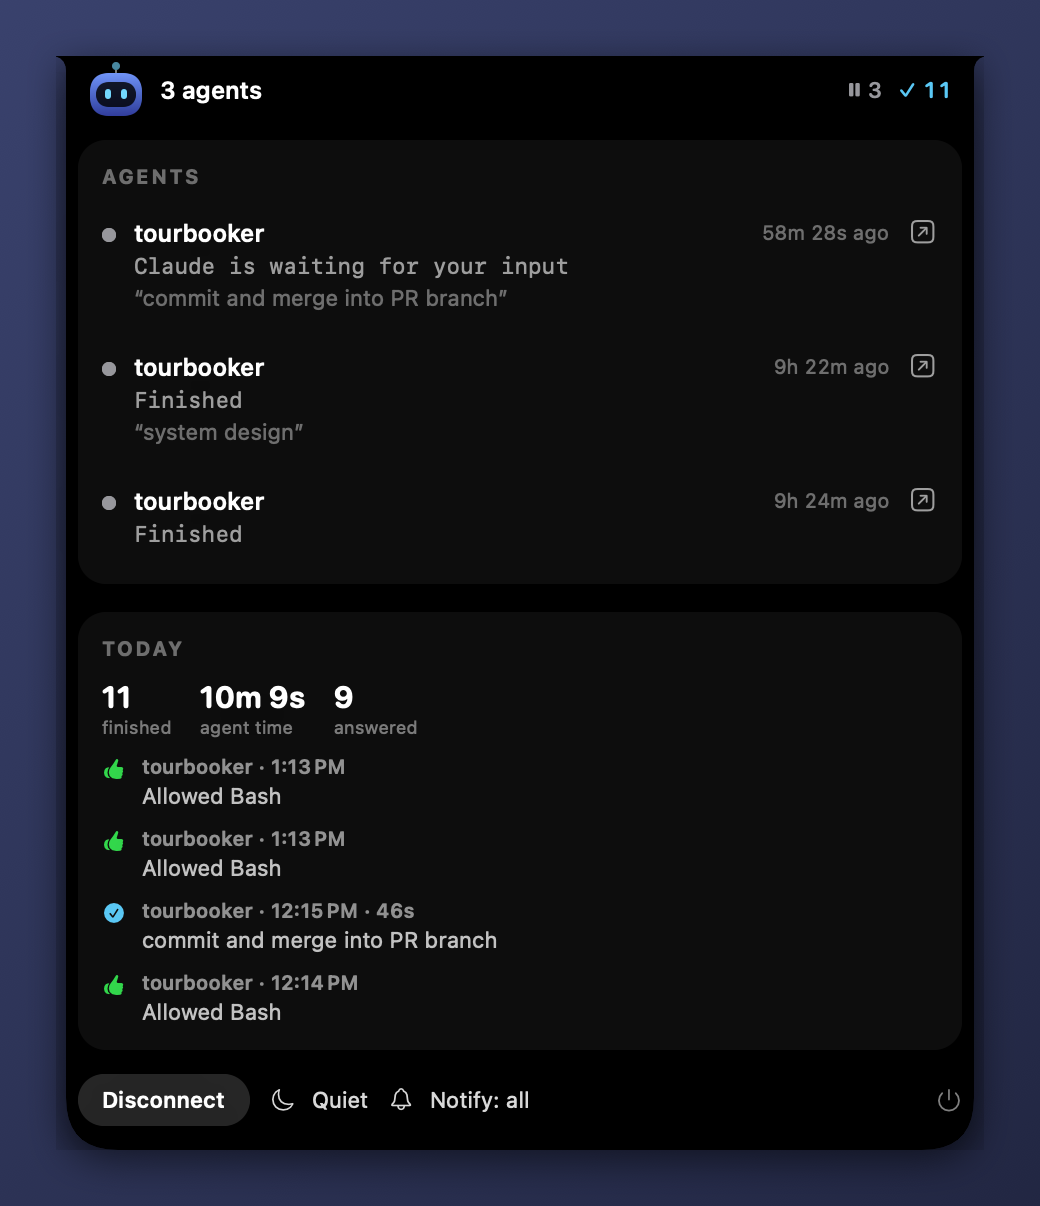 3 agents
3 ✓ 11
AGENTS
tourbooker 58m 28s ago
Claude is waiting for your input
“commit and merge into PR branch”
tourbooker 9h 22m ago
Finished
“system design”
tourbooker 9h 24m ago
Finished
TODAY
11 10m 9s 9
finished agent time answered
tourbooker · 1:13 PM
Allowed Bash
tourbooker · 1:13 PM
Allowed Bash
tourbooker · 12:15 PM · 46s
commit and merge into PR branch
tourbooker · 12:14 PM
Allowed Bash
Disconnect Quiet Notify: all